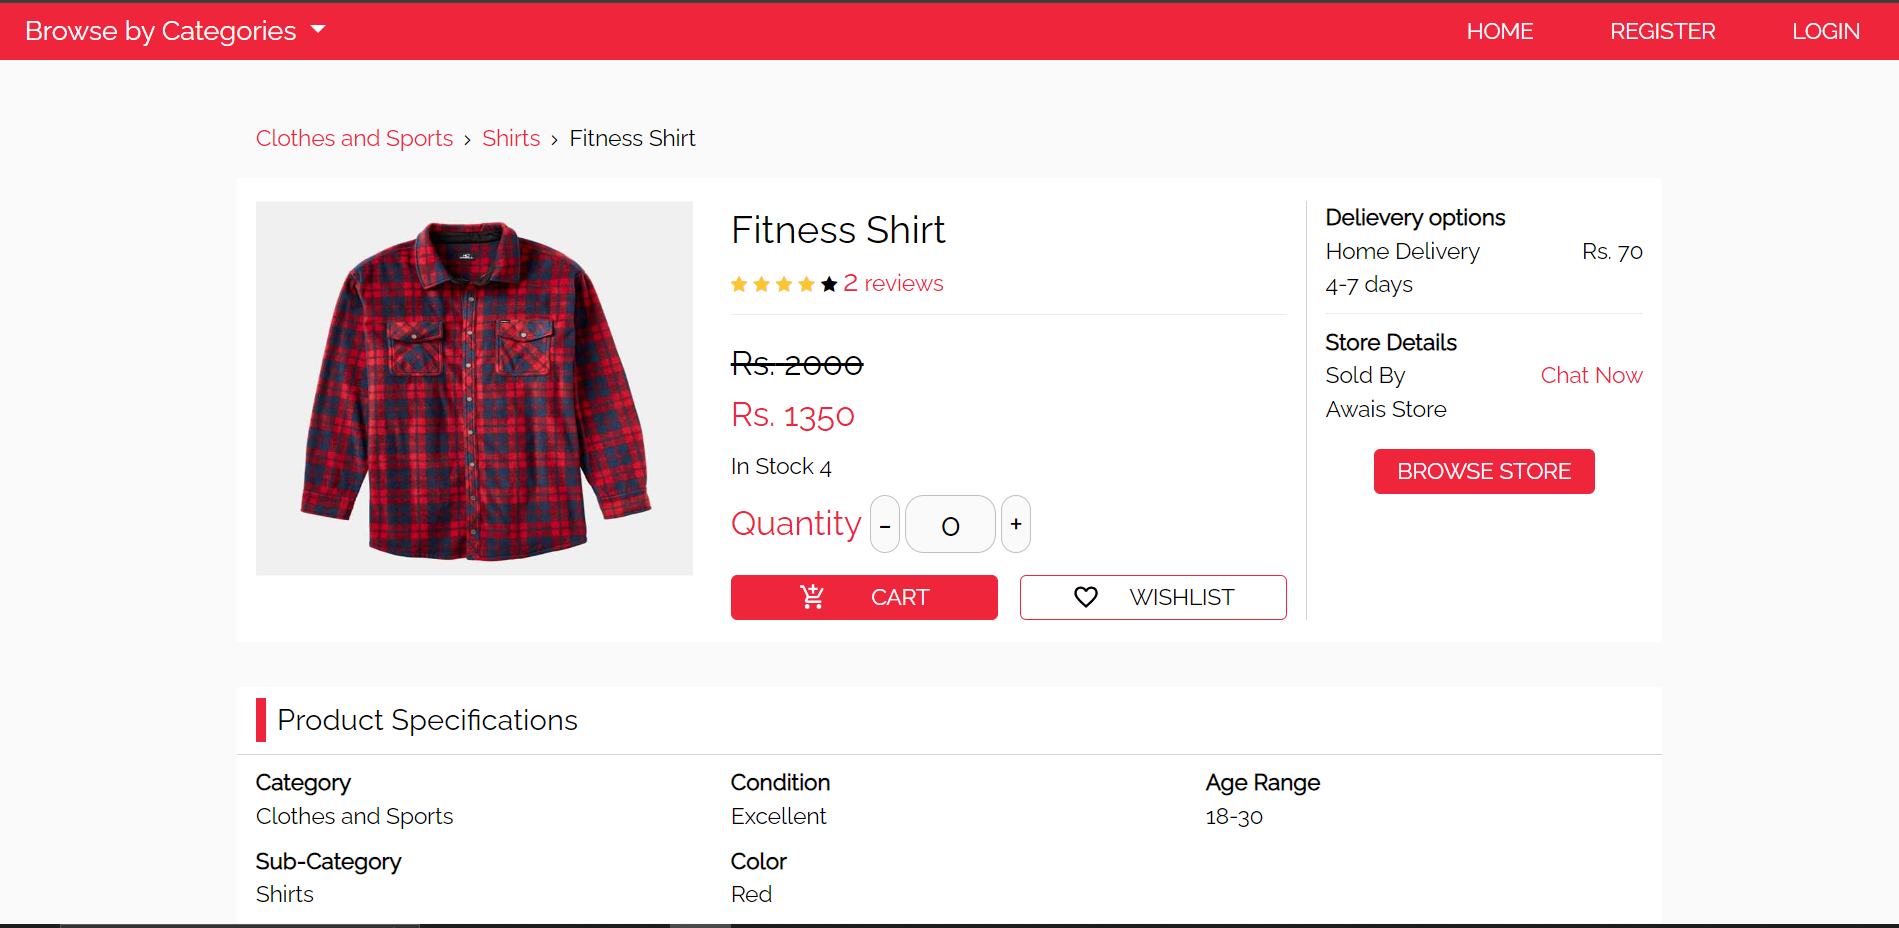 Browse by Categories
HOME
REGISTER
LOGIN
Clothes and Sports › Shirts › Fitness Shirt
Fitness Shirt
2 reviews
Rs. 2000
Rs. 1350
In Stock 4
Quantity - 0 +
CART
WISHLIST
Delievery options
Home Delivery Rs. 70
4-7 days
Store Details
Sold By Chat Now
Awais Store
BROWSE STORE
Product Specifications
Category
Clothes and Sports
Sub-Category
Shirts
Condition
Excellent
Color
Red
Age Range
18-30